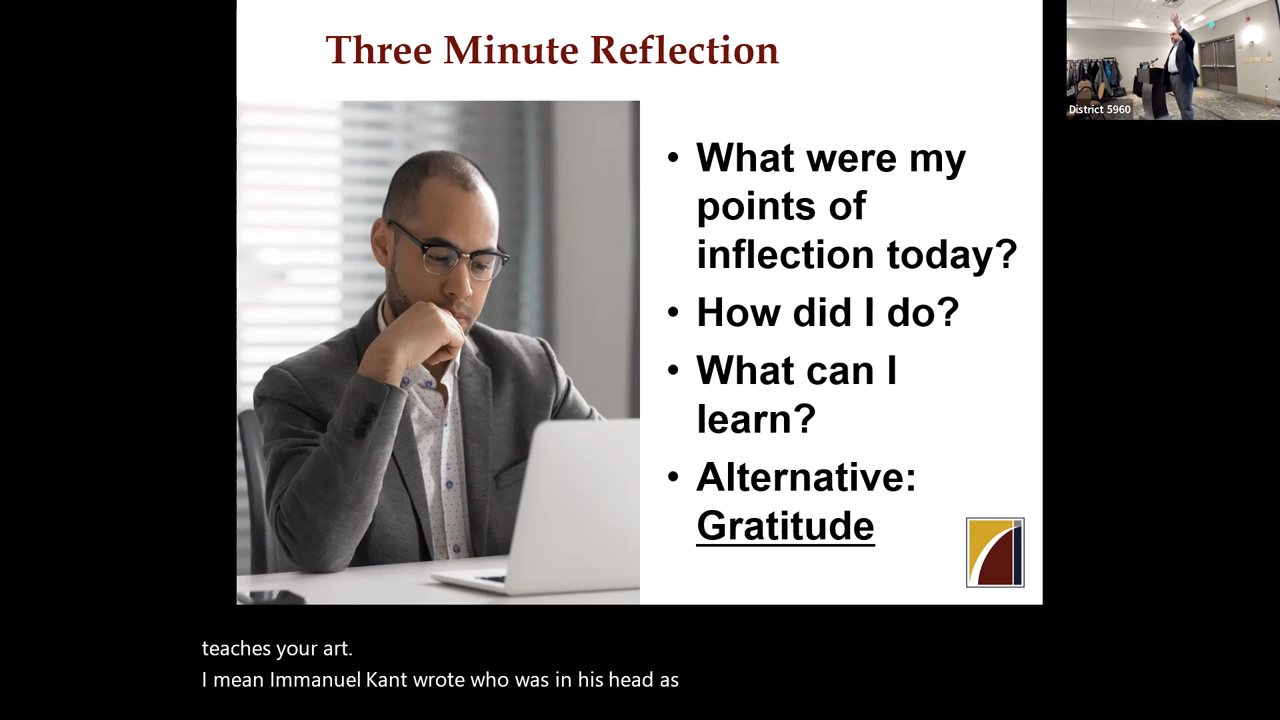 Three Minute Reflection
District 5960
• What were my
points of
inflection today?
• How did I do?
• What can I
learn?
• Alternative:
Gratitude
teaches your art.
I mean Immanuel Kant wrote who was in his head as